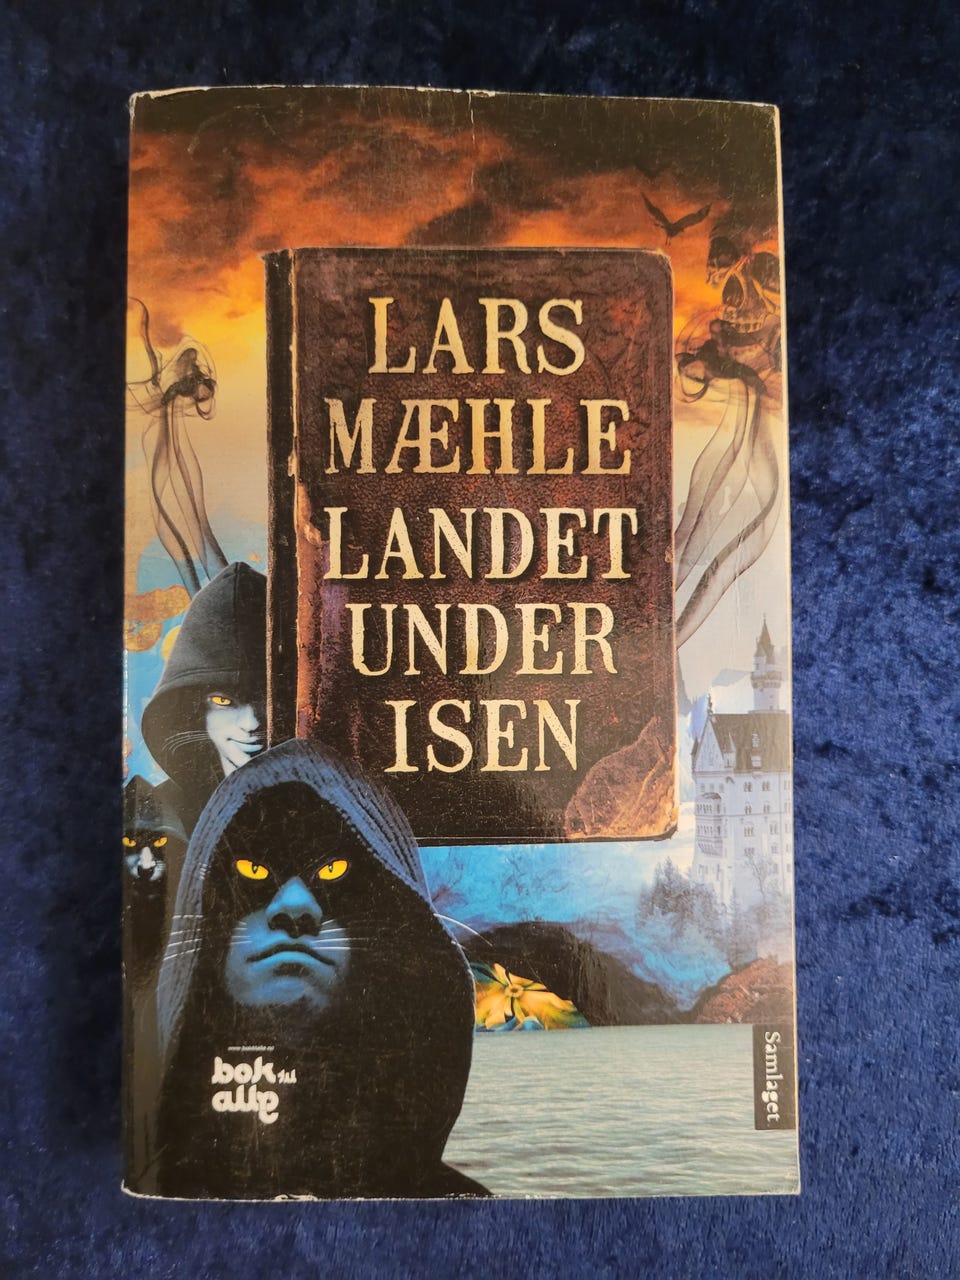 LARS
MÆHLE
LANDET
UNDER
ISEN
bok til
alle
Samlaget